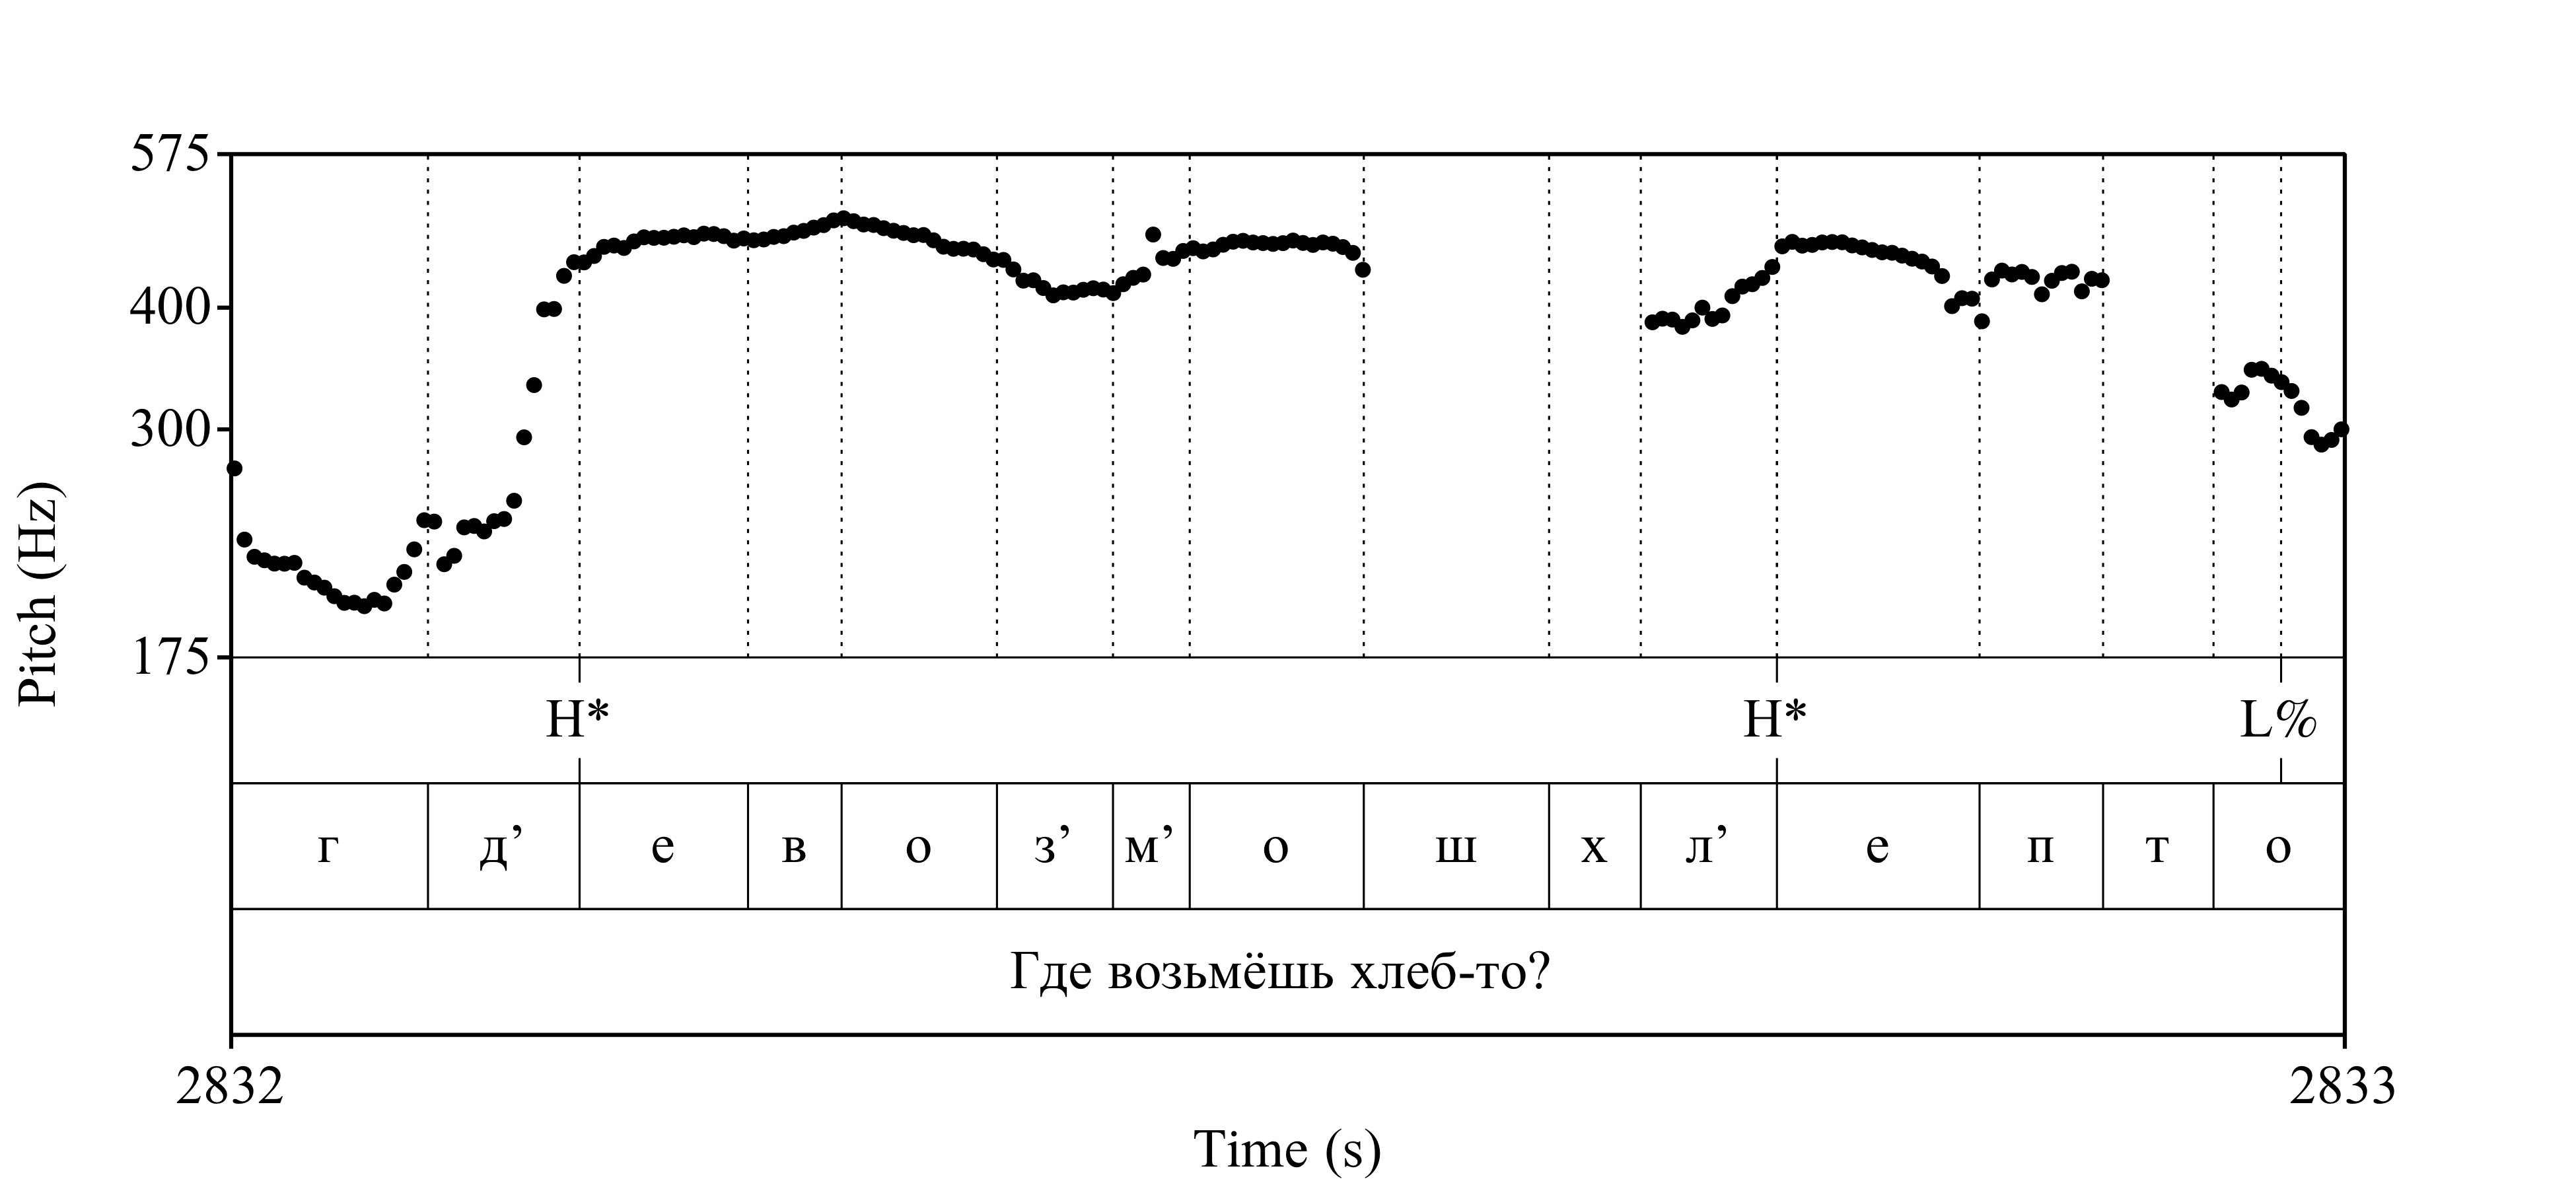 575
400
300
175
Pitch (Hz)
H* H* L%
г д’ е в о з’ м’ о ш х л’ е п т о
Где возьмёшь хлеб-то?
2832 2833
Time (s)